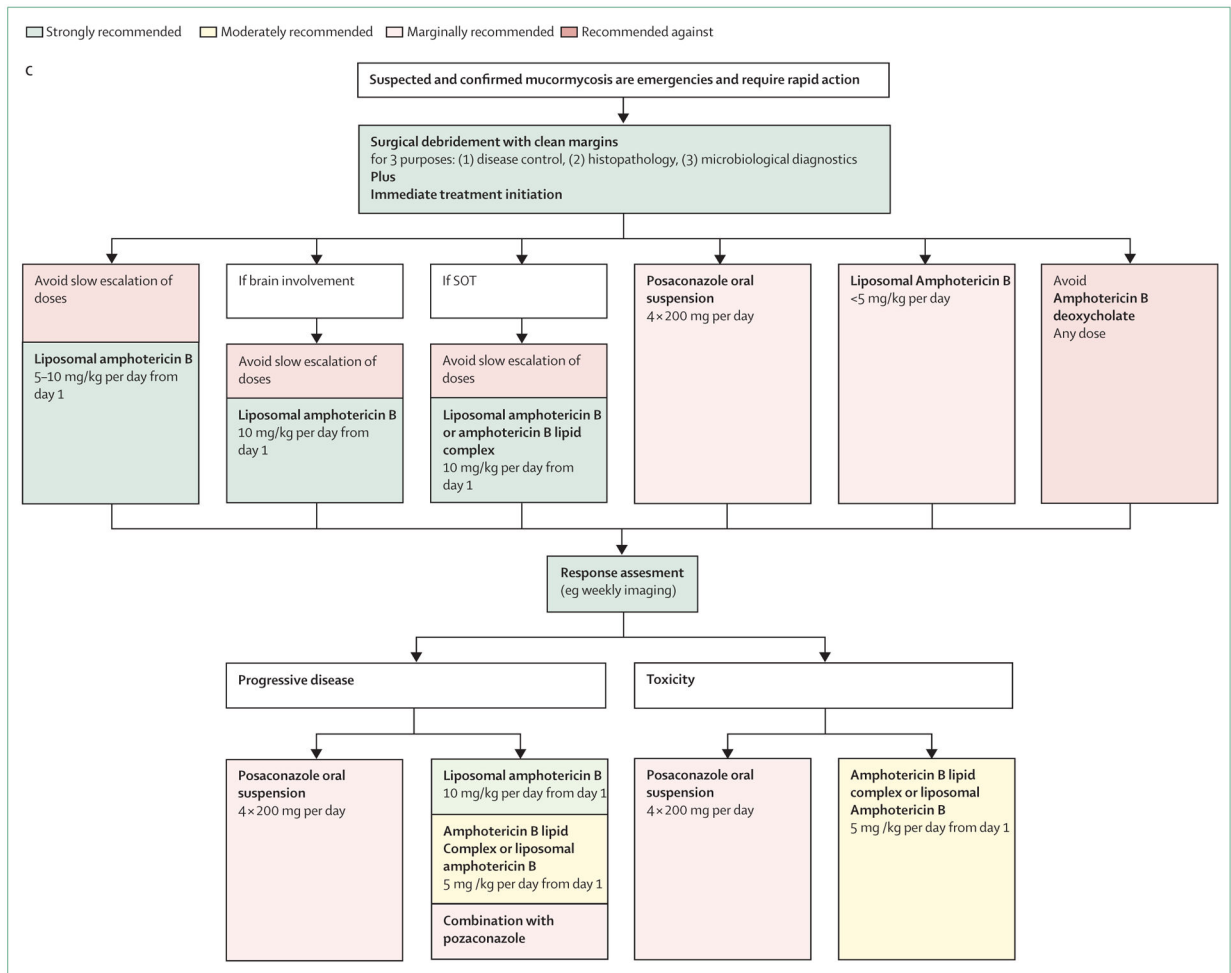 Strongly recommended
Moderately recommended
Marginally recommended
Recommended against
C
Suspected and confirmed mucormycosis are emergencies and require rapid action
Surgical debridement with clean margins
for 3 purposes: (1) disease control, (2) histopathology, (3) microbiological diagnostics
Plus
Immediate treatment initiation
Avoid slow escalation of
doses
Liposomal amphotericin B
5–10 mg/kg per day from
day 1
If brain involvement
Avoid slow escalation of
doses
Liposomal amphotericin B
10 mg/kg per day from
day 1
If SOT
Avoid slow escalation of
doses
Liposomal amphotericin B
or amphotericin B lipid
complex
10 mg/kg per day from
day 1
Posaconazole oral
suspension
4×200 mg per day
Liposomal Amphotericin B
<5 mg/kg per day
Avoid
Amphotericin B
deoxycholate
Any dose
Response assesment
(eg weekly imaging)
Progressive disease
Toxicity
Posaconazole oral
suspension
4×200 mg per day
Liposomal amphotericin B
10 mg/kg per day from day 1
Amphotericin B lipid
Complex or liposomal
amphotericin B
5 mg /kg per day from day 1
Combination with
pozaconazole
Posaconazole oral
suspension
4×200 mg per day
Amphotericin B lipid
complex or liposomal
Amphotericin B
5 mg /kg per day from day 1